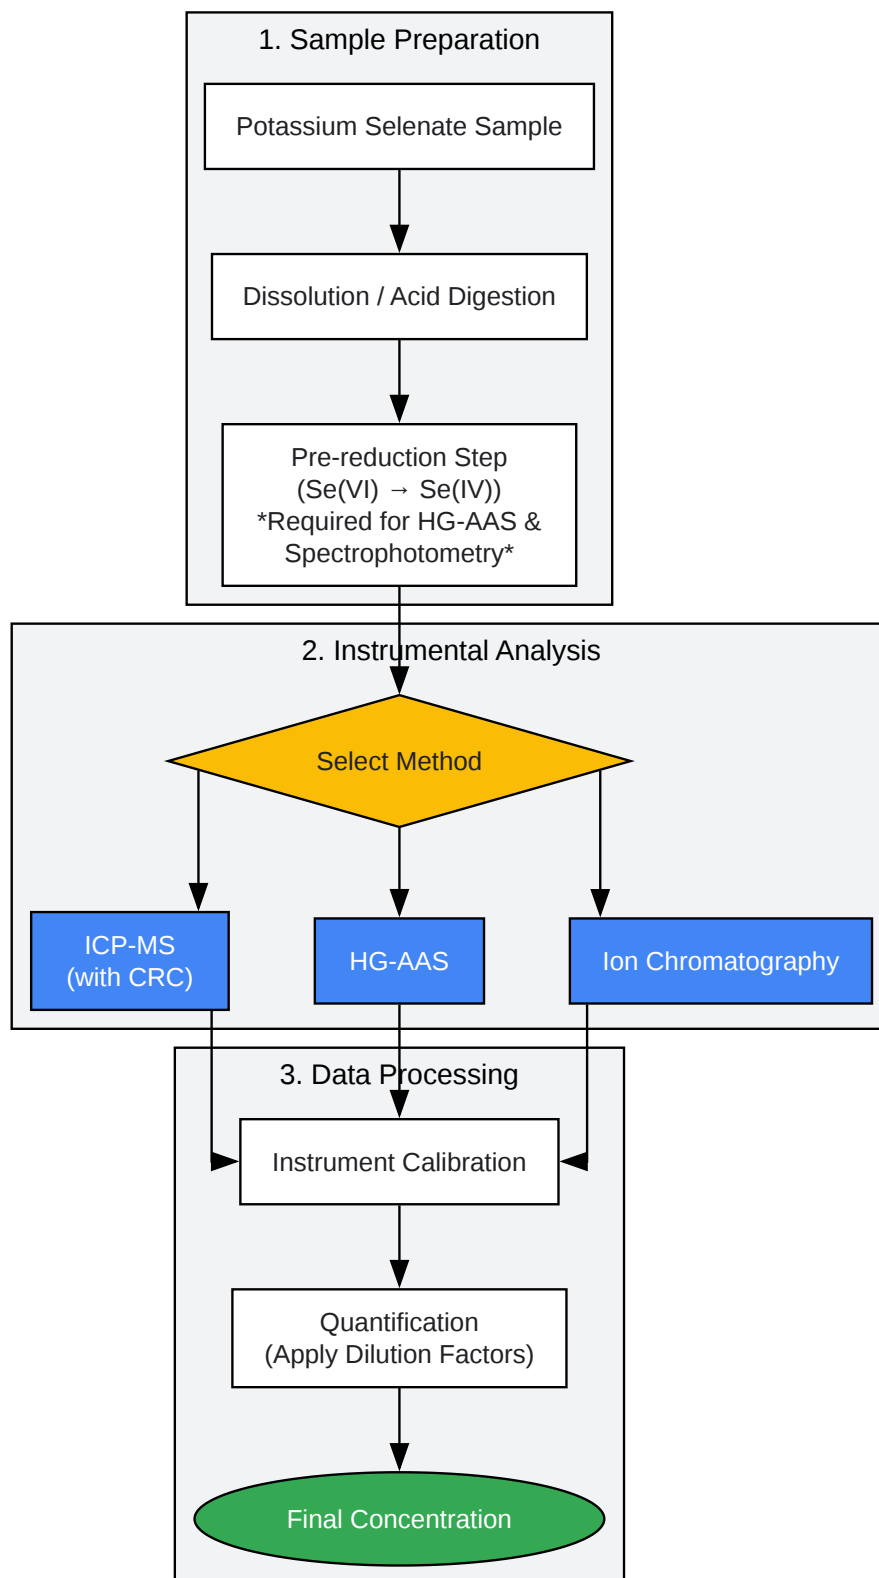 1. Sample Preparation
Potassium Selenate Sample
Dissolution / Acid Digestion
Pre-reduction Step
(Se(VI) → Se(IV))
*Required for HG-AAS &
Spectrophotometry*
2. Instrumental Analysis
Select Method
ICP-MS
(with CRC)
HG-AAS
Ion Chromatography
3. Data Processing
Instrument Calibration
Quantification
(Apply Dilution Factors)
Final Concentration